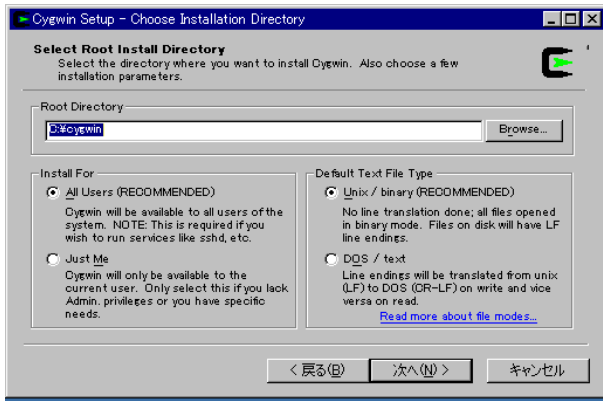 Cygwin Setup - Choose Installation Directory
Select Root Install Directory
Select the directory where you want to install Cygwin. Also choose a few
installation parameters.
Root Directory
C:¥cygwin
Browse...
Install For
All Users (RECOMMENDED)
Cygwin will be available to all users of the
system. NOTE: This is required if you
wish to run services like sshd, etc.
Just Me
Cygwin will only be available to the
current user. Only select this if you lack
Admin. privileges or you have specific
needs.
Default Text File Type
Unix / binary (RECOMMENDED)
No line translation done; all files opened
in binary mode. Files on disk will have LF
line endings.
DOS / text
Line endings will be translated from unix
(LF) to DOS (CR-LF) on write and vice
versa on read.
Read more about file modes...
< 戻る(B)
次へ(N) >
キャンセル